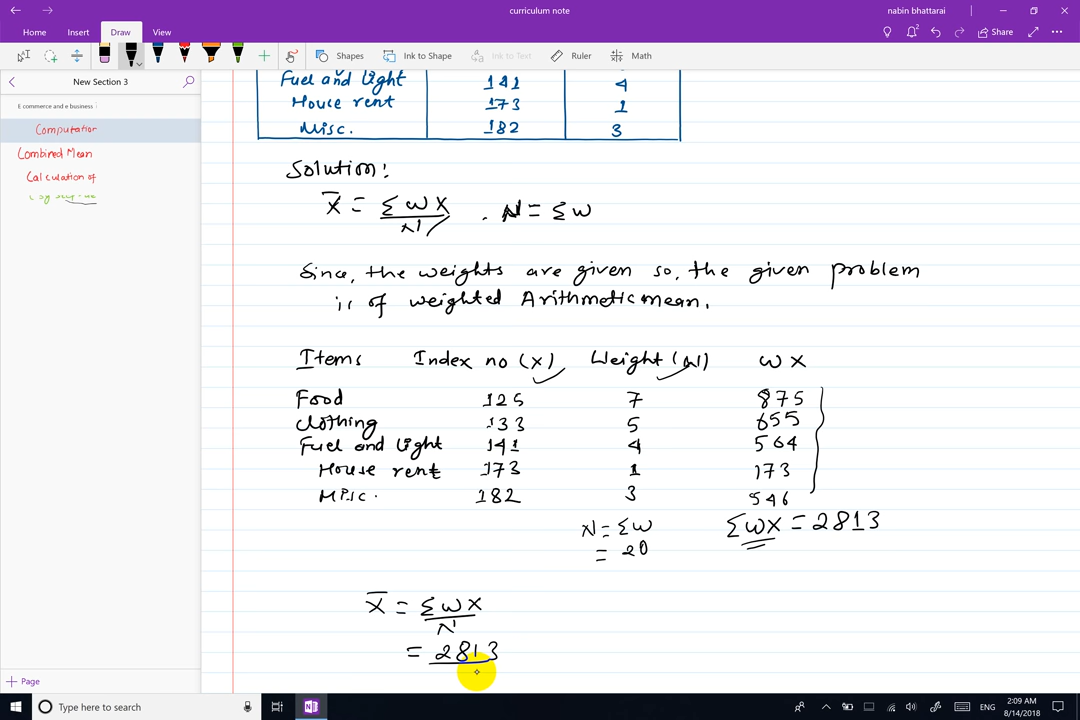 curriculum note
nabin bhattarai
Home Insert Draw View
Share
Shapes Ink to Shape Ink to Text Ruler Math
New Section 3
E commerce and e business :
Computation
Combined Mean
Calculation of
Page
Fuel and light 141 4
House rent 173 1
Misc. 182 3
Solution:
X̄ = ΣWX / N , N = ΣW
Since, the weights are given so, the given problem
is of weighted Arithmetic mean.
Items Index no (X) Weight (W) WX
Food 125 7 875
Clothing 133 5 655
Fuel and light 141 4 564
House rent 173 1 173
Misc. 182 3 546
N = ΣW ΣWX = 2813
= 20
X̄ = ΣWX / N
= 2813
Type here to search
ENG
2:09 AM
8/14/2018
2